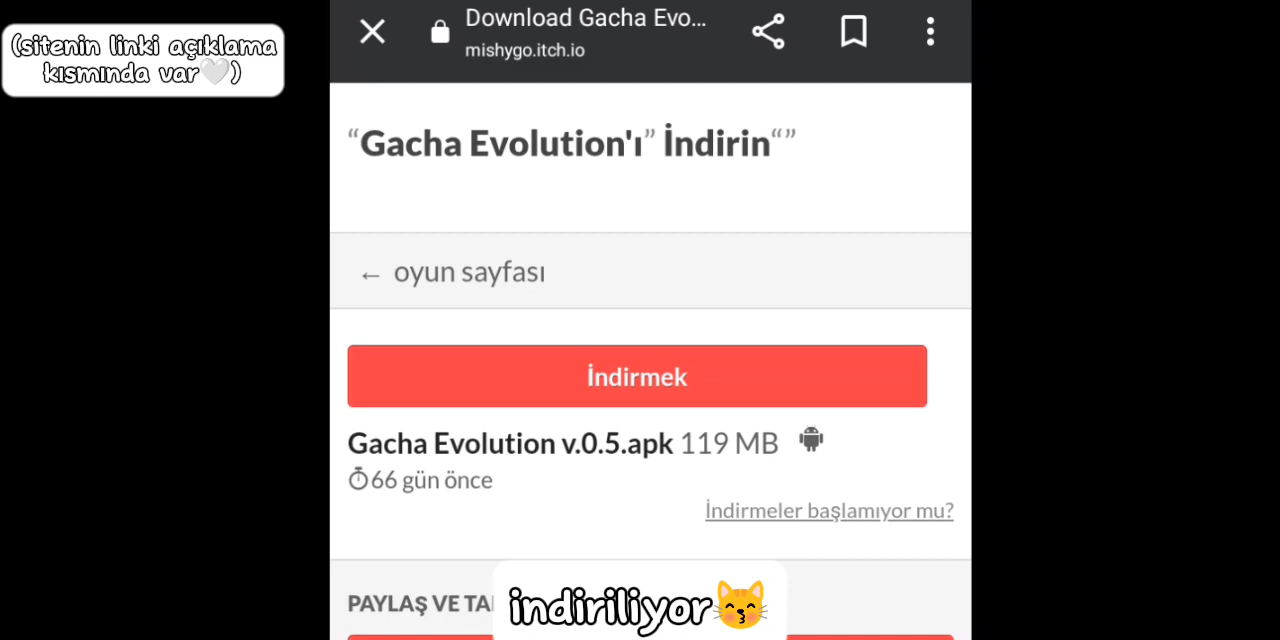 (sitenin linki açıklama
kısmında var🤍)
Download Gacha Evo...
mishygo.itch.io
“Gacha Evolution'ı” İndirin“”
← oyun sayfası
İndirmek
Gacha Evolution v.0.5.apk 119 MB
66 gün önce
İndirmeler başlamıyor mu?
PAYLAŞ VE TA
indiriliyor😽